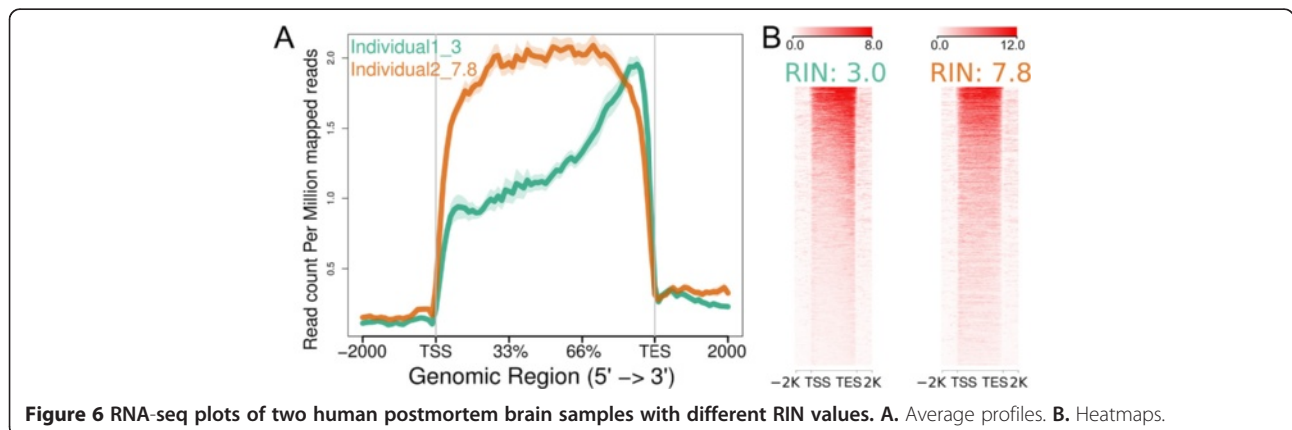 A
Individual1_3
Individual2_7.8
Read count Per Million mapped reads
2.0
1.5
1.0
0.5
−2000 TSS 33% 66% TES 2000
Genomic Region (5' −> 3')
B
0.0 8.0
RIN: 3.0
−2K TSS TES 2K
0.0 12.0
RIN: 7.8
−2K TSS TES 2K
Figure 6 RNA-seq plots of two human postmortem brain samples with different RIN values. A. Average profiles. B. Heatmaps.